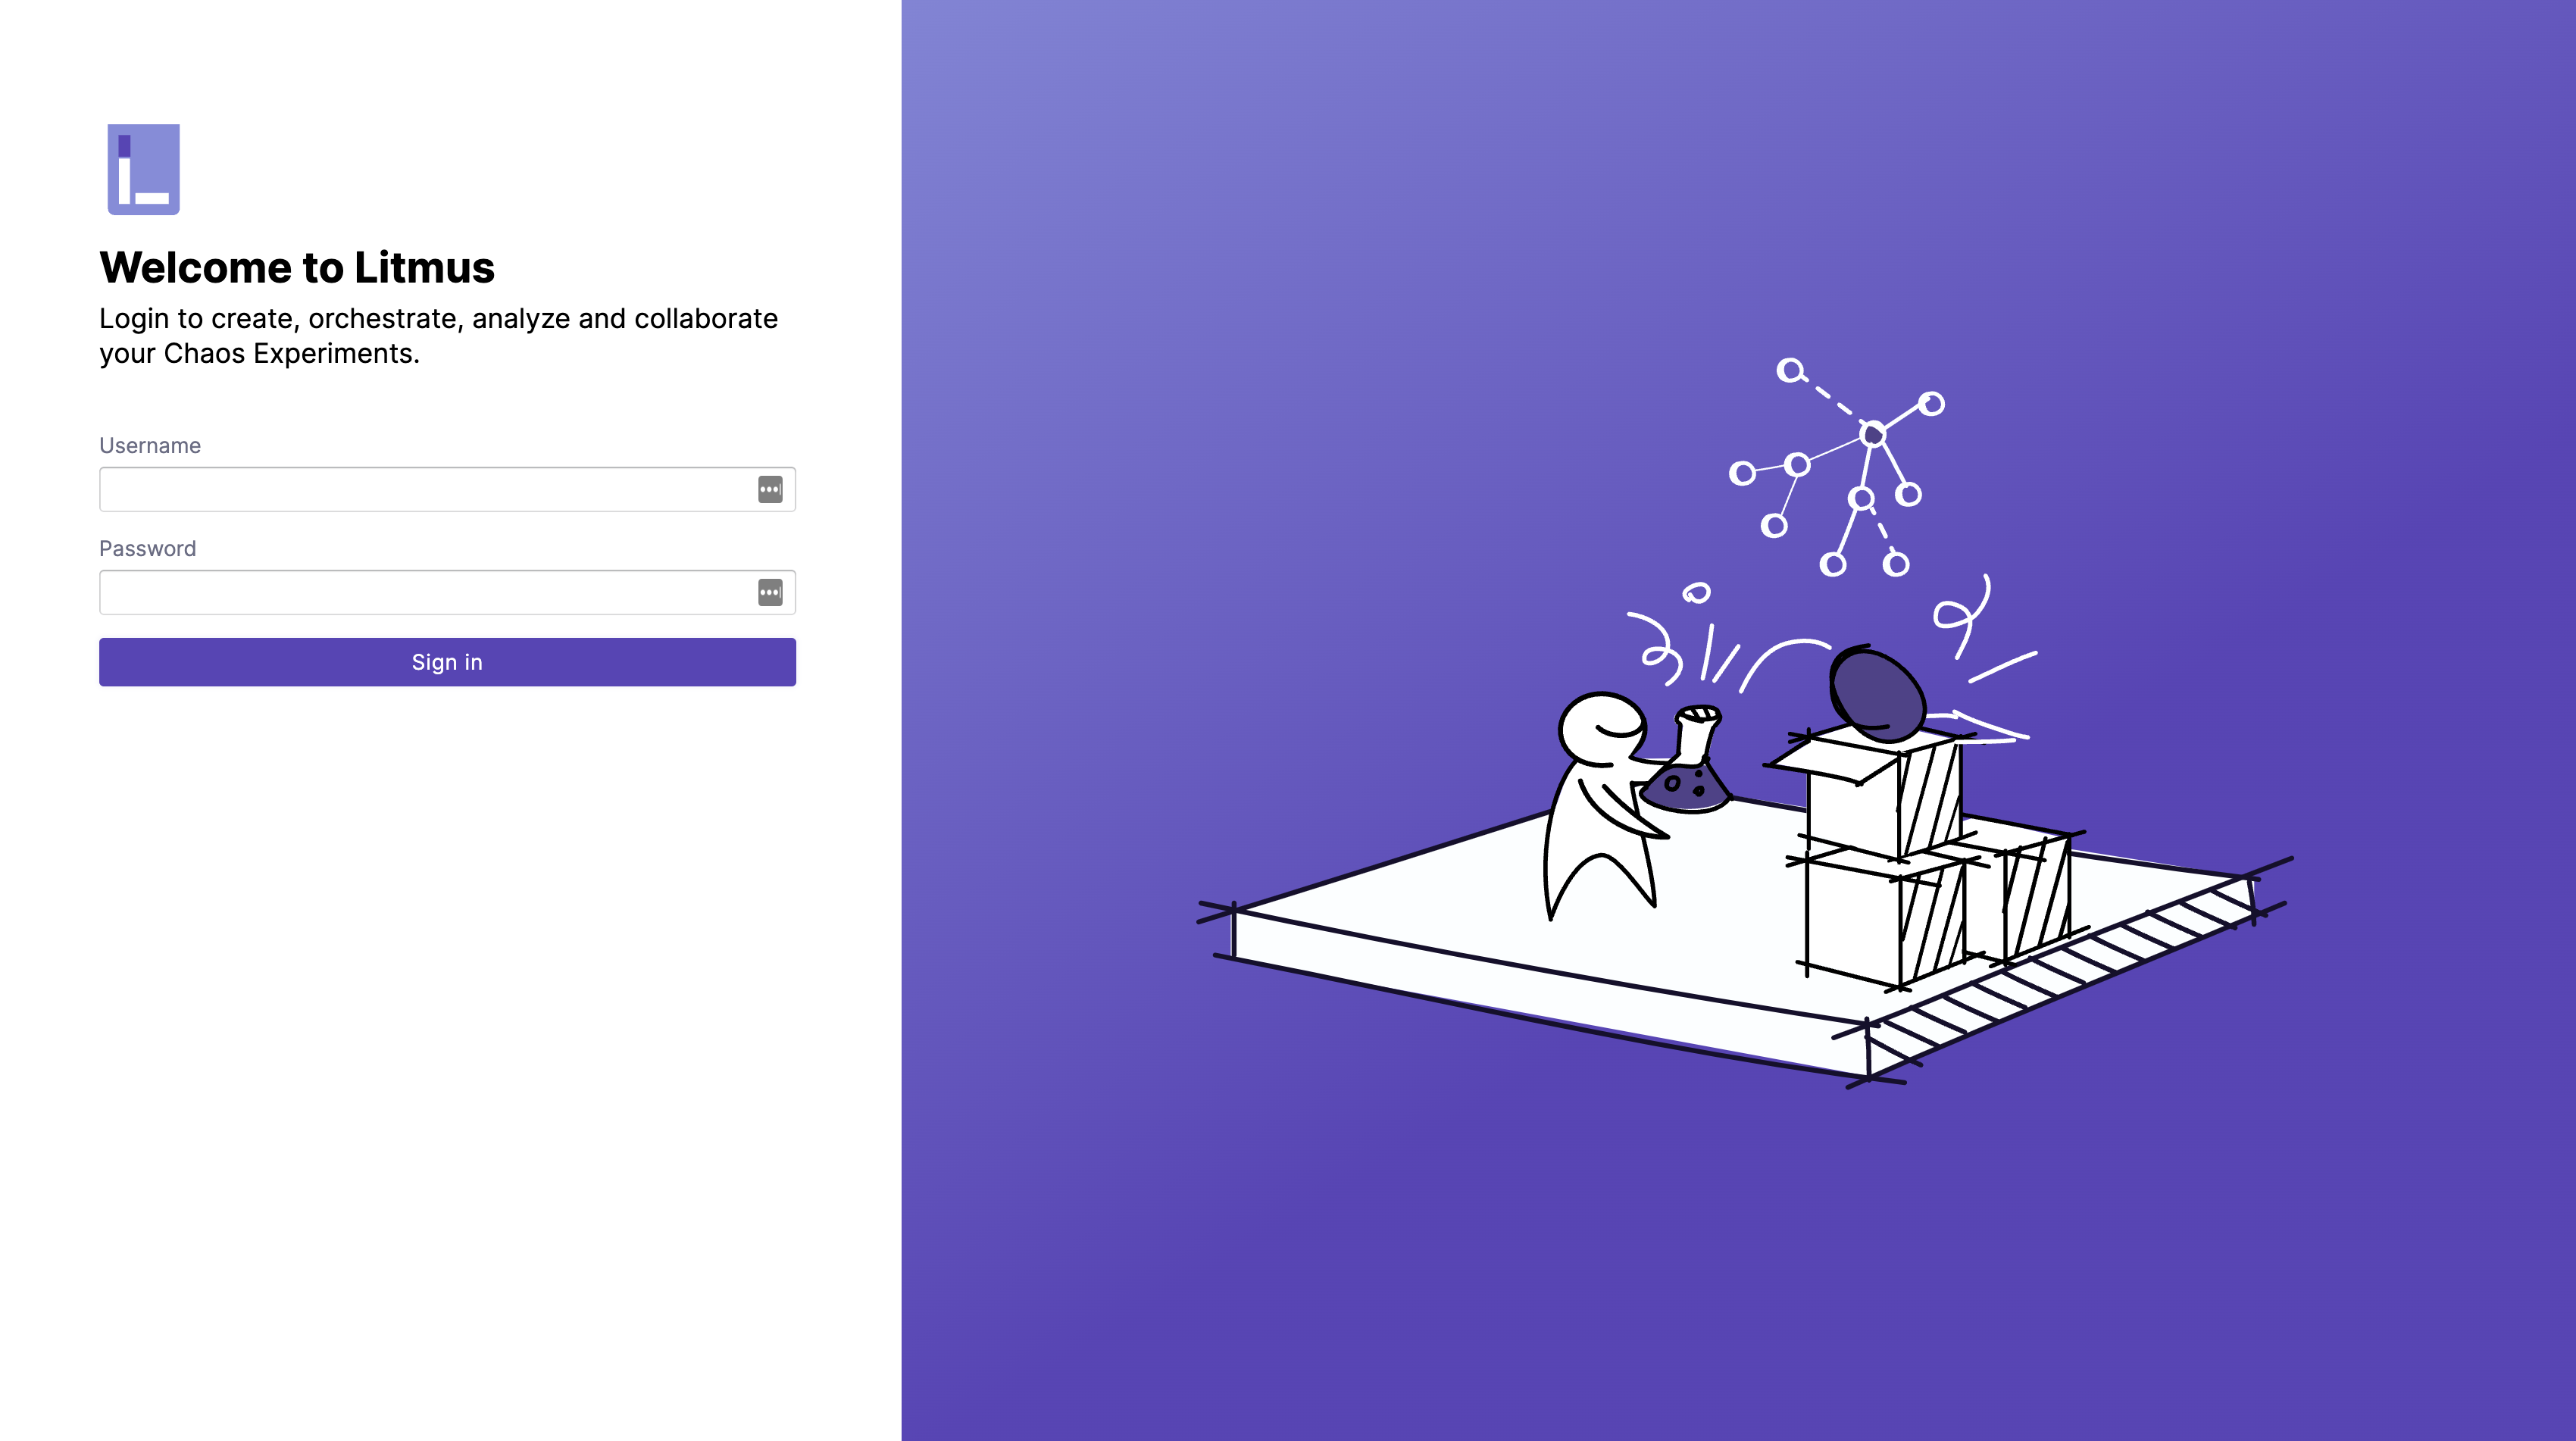 Welcome to Litmus
Login to create, orchestrate, analyze and collaborate
your Chaos Experiments.
Username
Password
Sign in